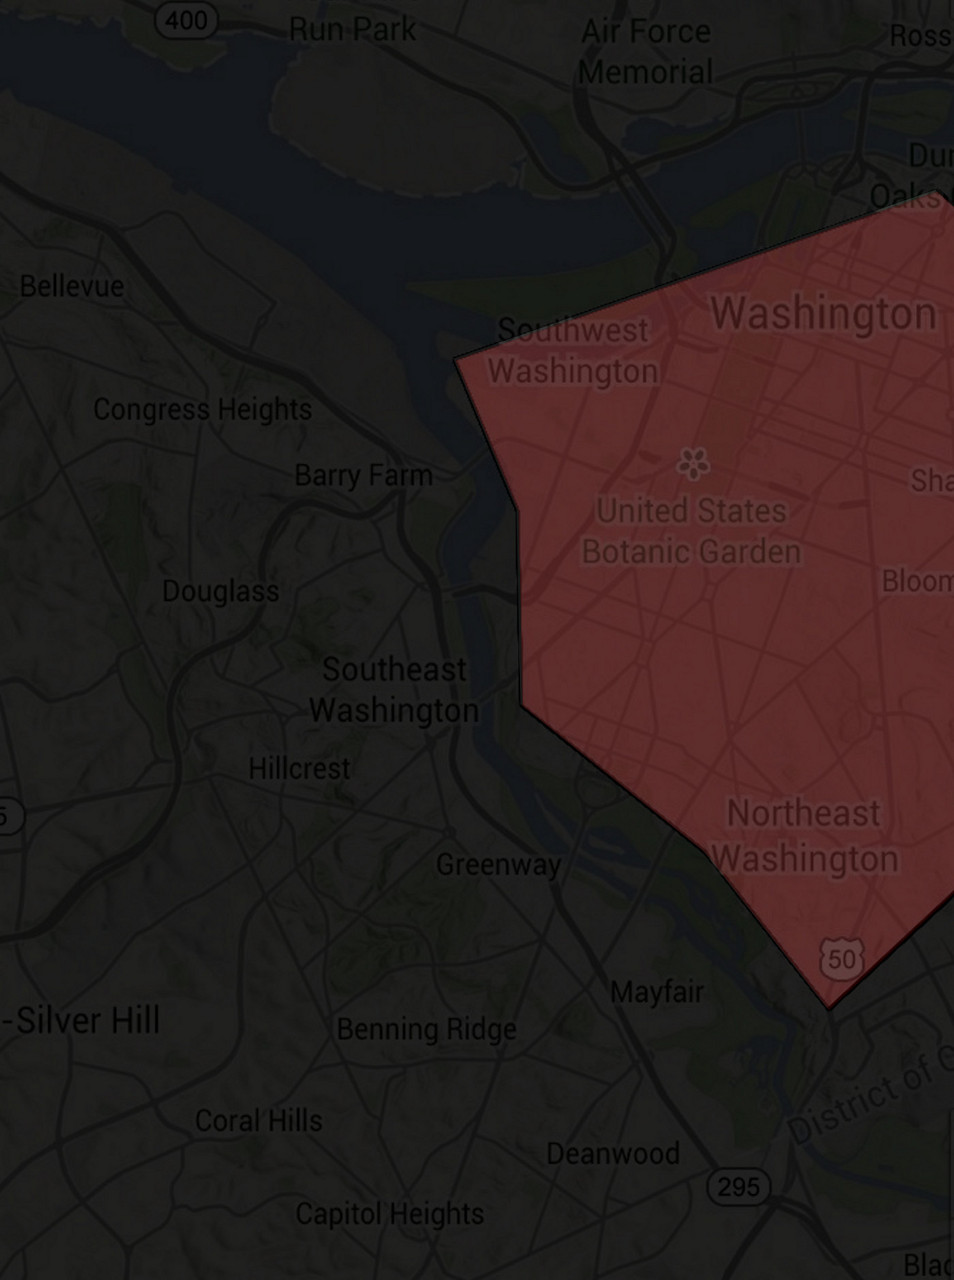 400
Run Park
Air Force
Memorial
Ross
Dun
Oaks
Bellevue
Southwest
Washington
Washington
Congress Heights
Barry Farm
Sha
United States
Botanic Garden
Bloom
Douglass
Southeast
Washington
Hillcrest
5
Northeast
Washington
Greenway
50
Mayfair
-Silver Hill
Benning Ridge
District of C
Coral Hills
Deanwood
295
Capitol Heights
Blad